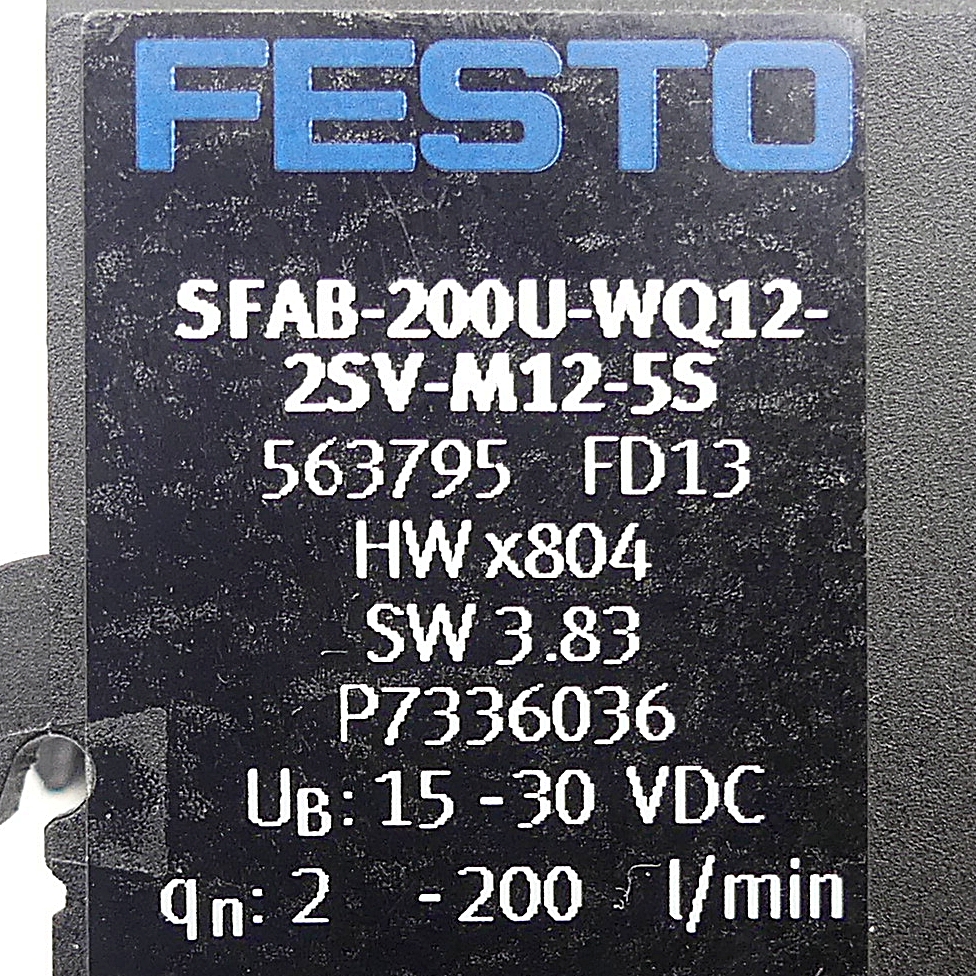 FESTO
SFAB-200U-WQ12-
2SV-M12-5S
563795 FD13
HW x804
SW 3.83
P7336036
UB: 15 -30 VDC
qn: 2 -200 l/min